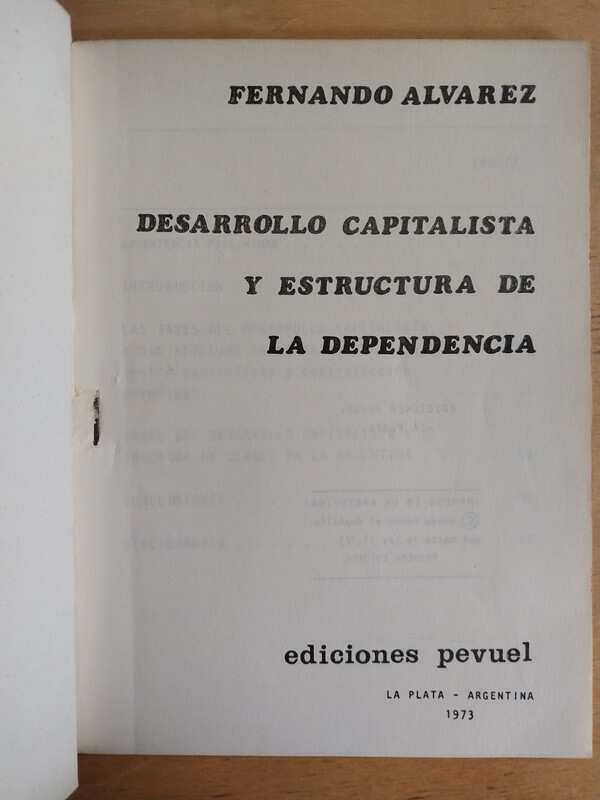 FERNANDO ALVAREZ
DESARROLLO CAPITALISTA
Y ESTRUCTURA DE
LA DEPENDENCIA
ediciones pevuel
LA PLATA - ARGENTINA
1973